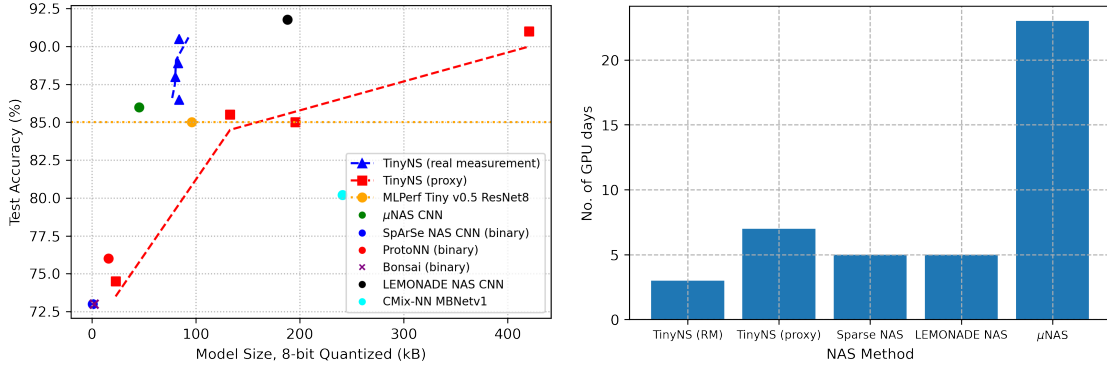 92.5
90.0
87.5
85.0
82.5
80.0
77.5
75.0
72.5
Test Accuracy (%)
0
100
200
300
400
Model Size, 8-bit Quantized (kB)
TinyNS (real measurement)
TinyNS (proxy)
MLPerf Tiny v0.5 ResNet8
μNAS CNN
SpArSe NAS CNN (binary)
ProtoNN (binary)
Bonsai (binary)
LEMONADE NAS CNN
CMix-NN MBNetv1
20
15
10
5
0
No. of GPU days
TinyNS (RM)
TinyNS (proxy)
Sparse NAS
LEMONADE NAS
μNAS
NAS Method